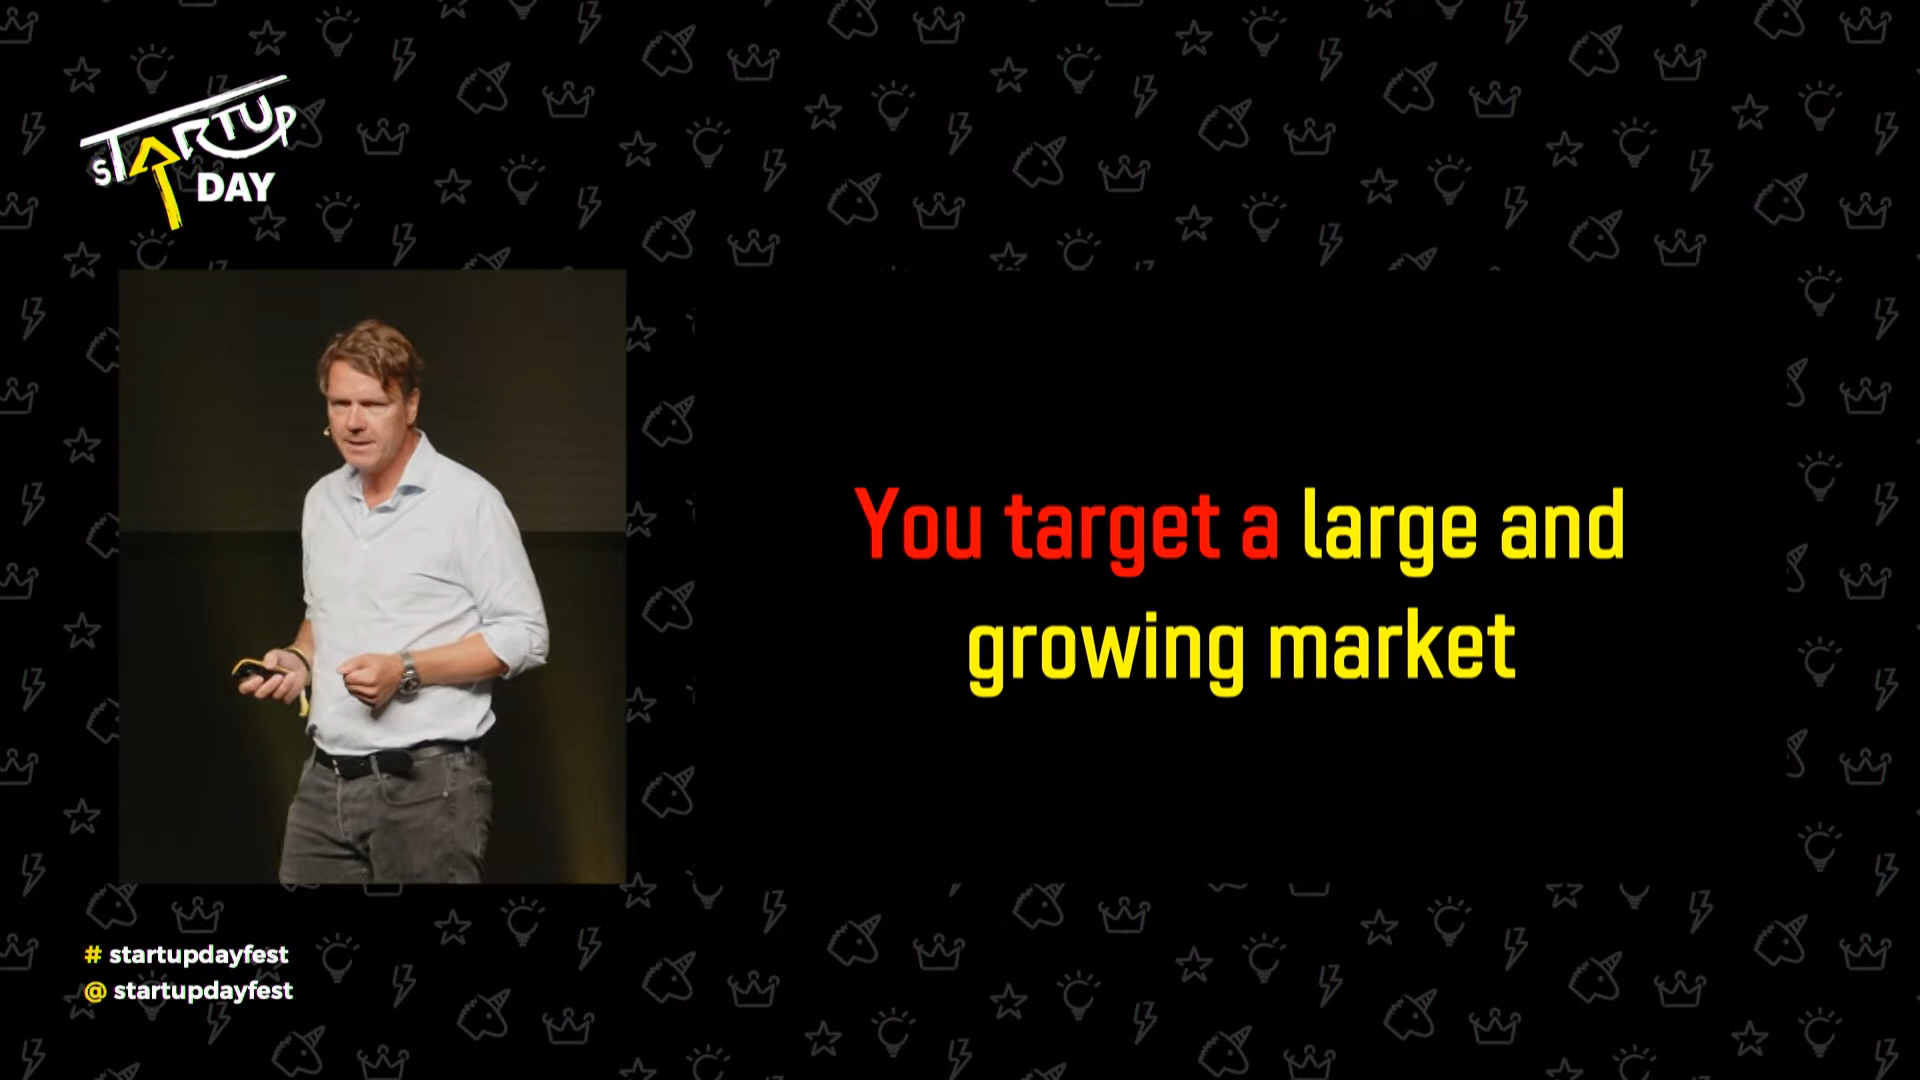 STARTUP
DAY
You target a large and
growing market
# startupdayfest
@ startupdayfest